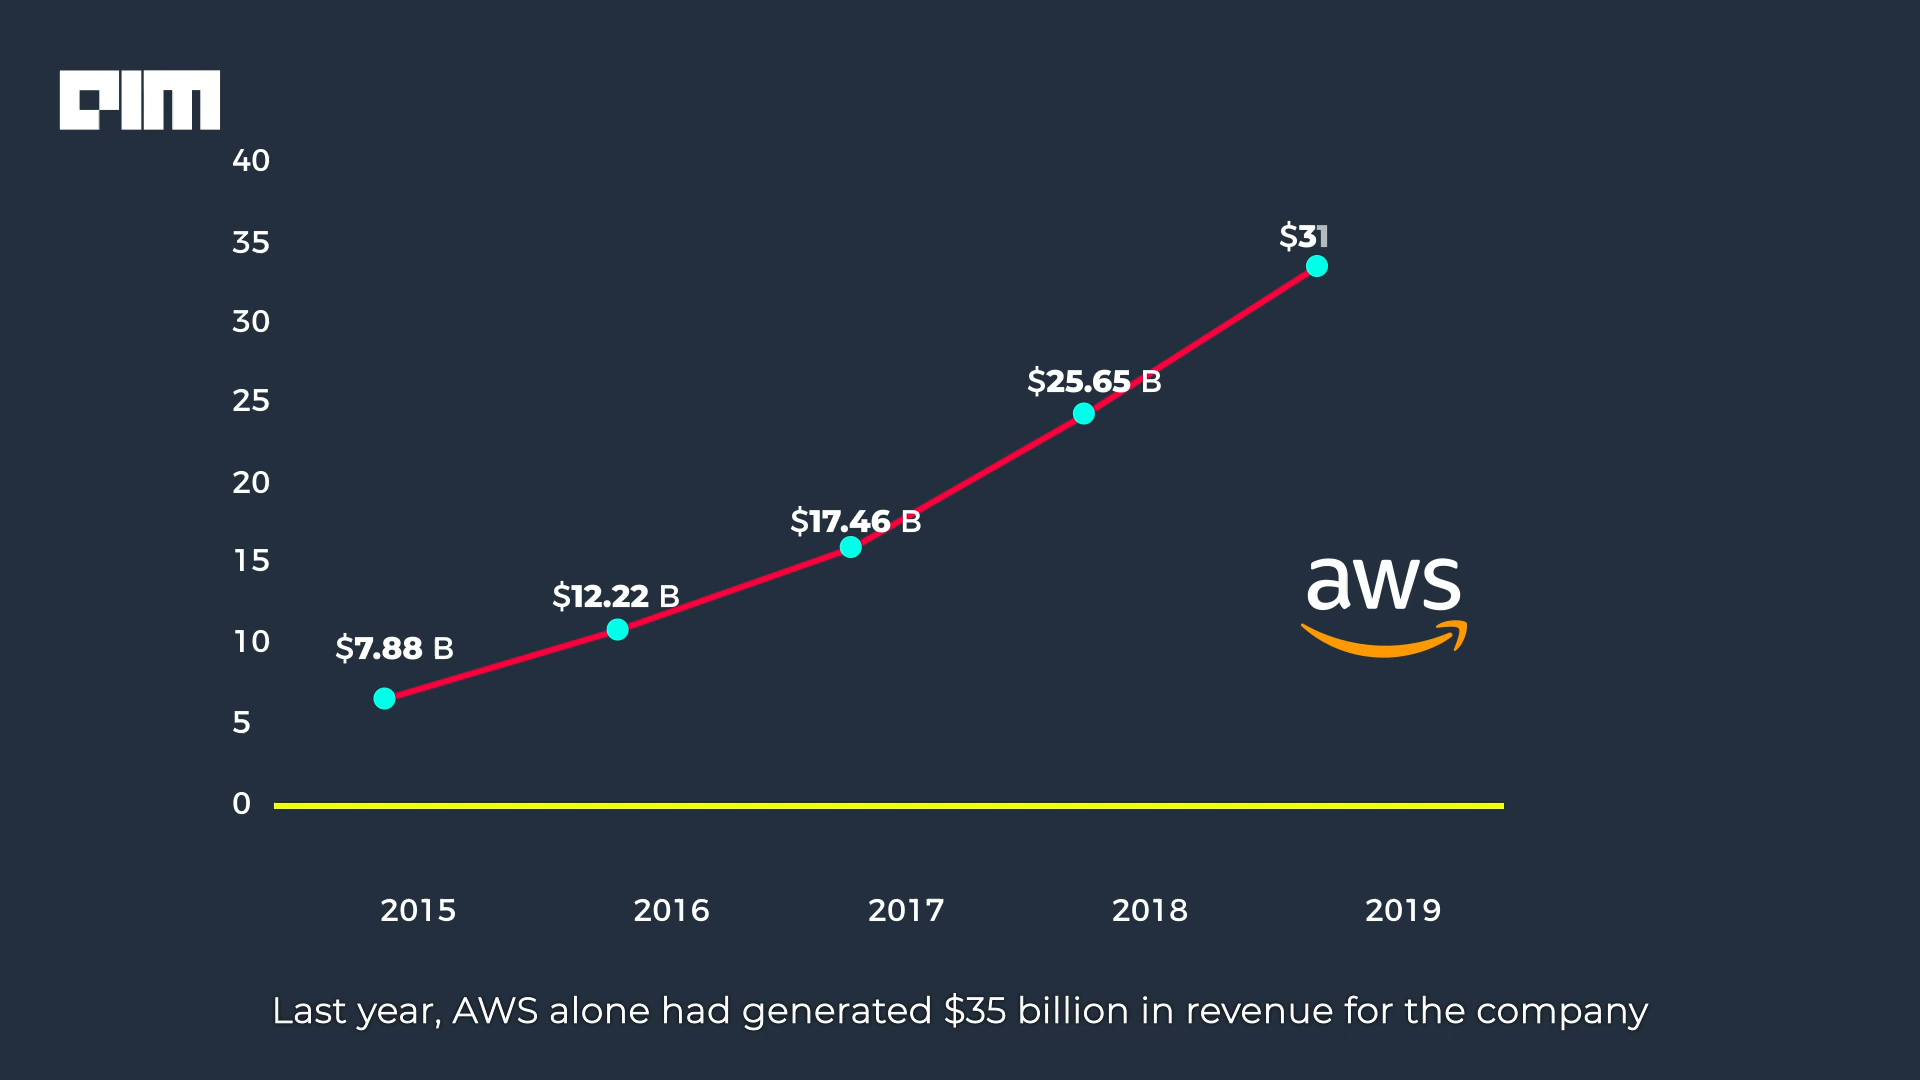 AIM
40
35
30
25
20
15
10
5
0
$7.88 B
$12.22 B
$17.46 B
$25.65 B
$31
aws
2015 2016 2017 2018 2019
Last year, AWS alone had generated $35 billion in revenue for the company